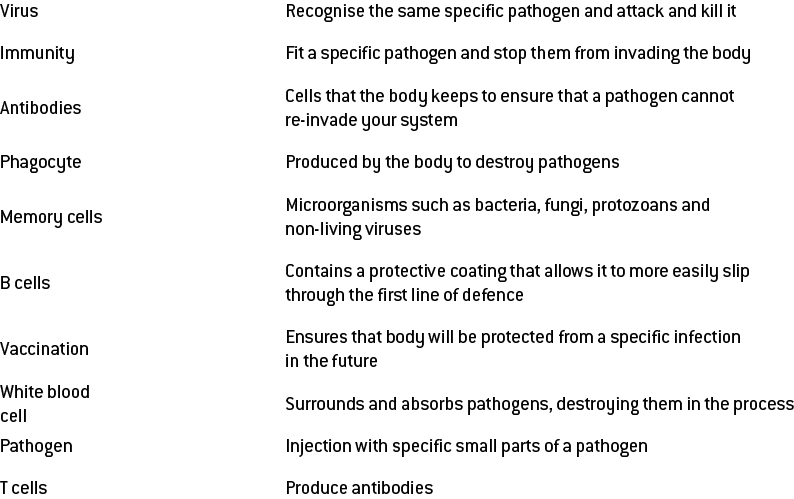 Virus
Recognise the same specific pathogen and attack and kill it
Immunity
Fit a specific pathogen and stop them from invading the body
Antibodies
Cells that the body keeps to ensure that a pathogen cannot
re-invade your system
Phagocyte
Produced by the body to destroy pathogens
Memory cells
Microorganisms such as bacteria, fungi, protozoans and
non-living viruses
B cells
Contains a protective coating that allows it to more easily slip
through the first line of defence
Vaccination
Ensures that body will be protected from a specific infection
in the future
White blood
cell
Surrounds and absorbs pathogens, destroying them in the process
Pathogen
Injection with specific small parts of a pathogen
T cells
Produce antibodies